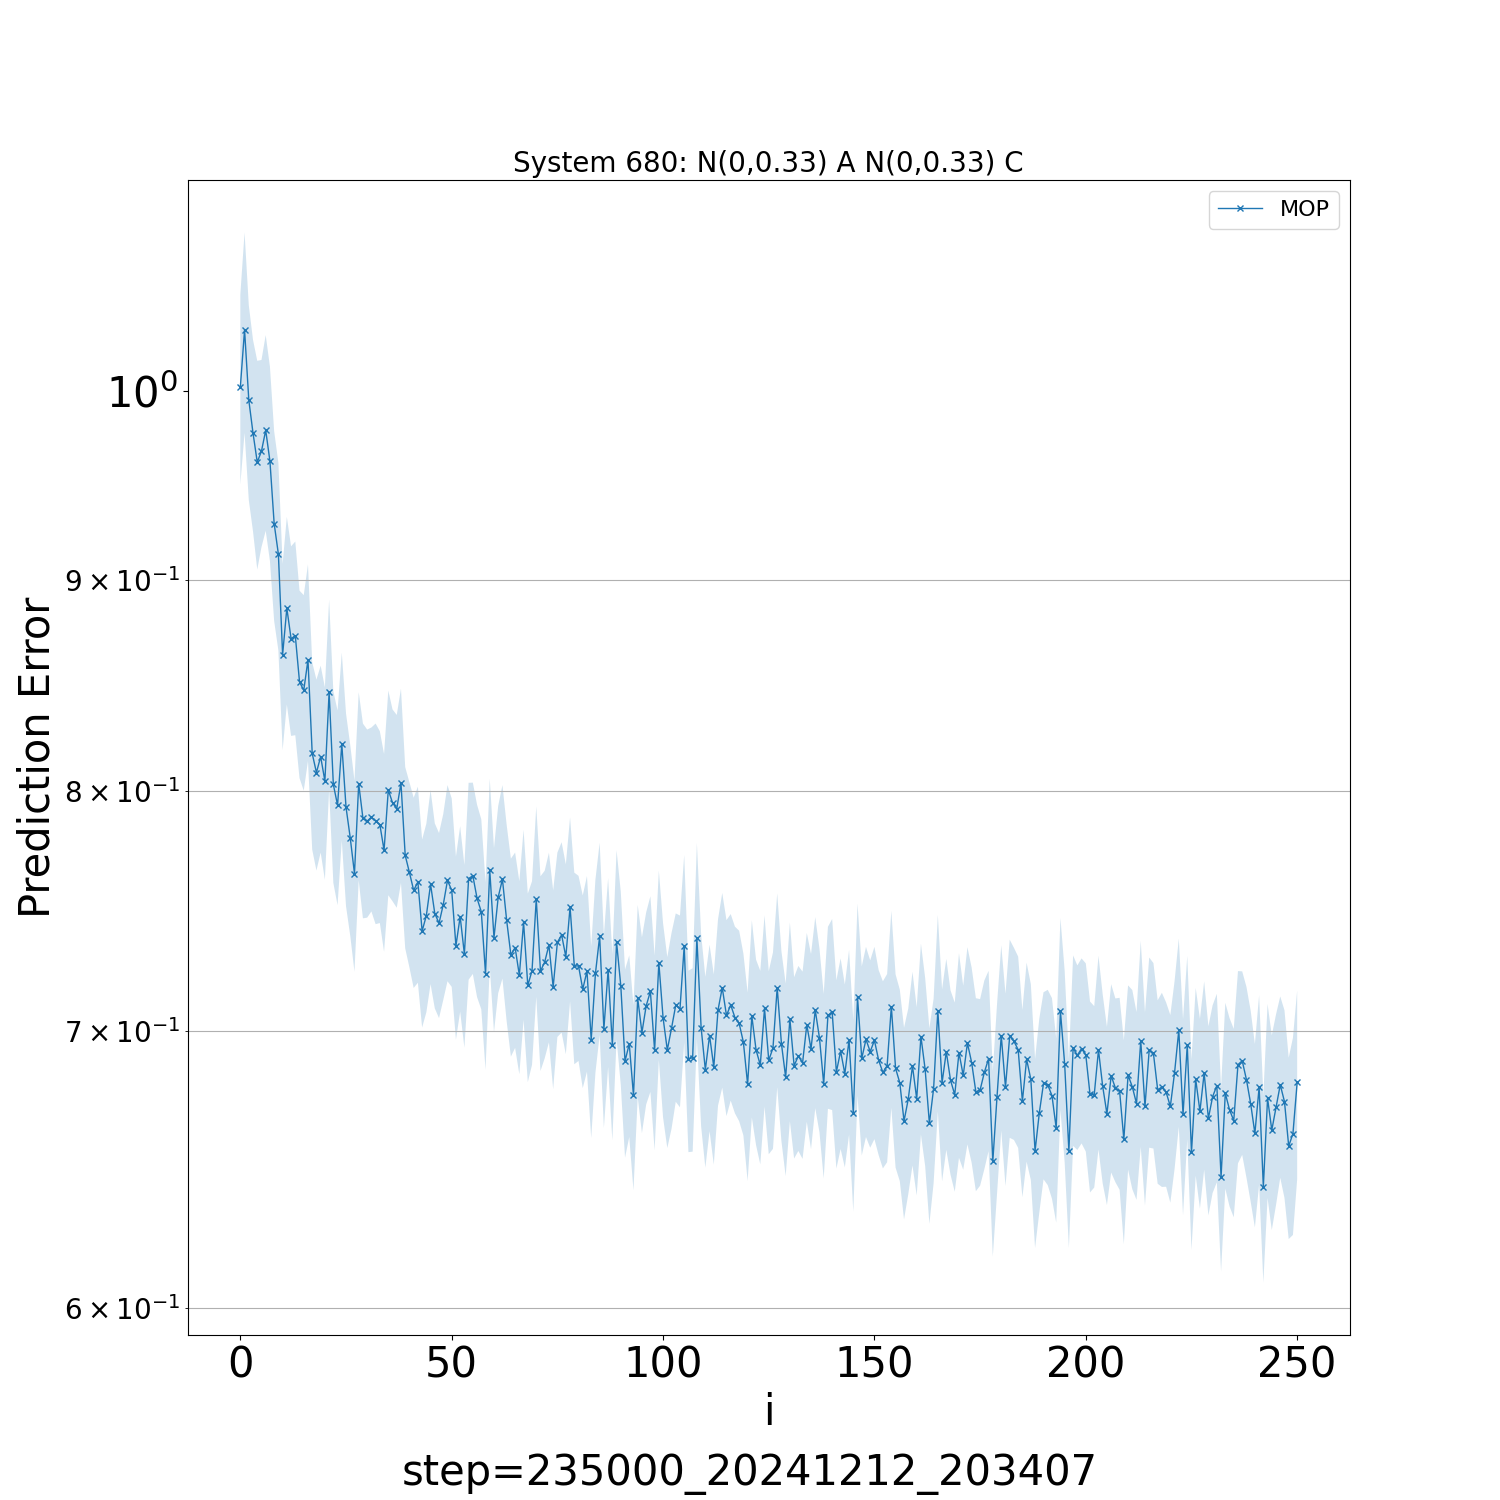 System 680: N(0,0.33) A N(0,0.33) C
MOP
Prediction Error
10⁰
9 × 10⁻¹
8 × 10⁻¹
7 × 10⁻¹
6 × 10⁻¹
0 50 100 150 200 250
i
step=235000_20241212_203407